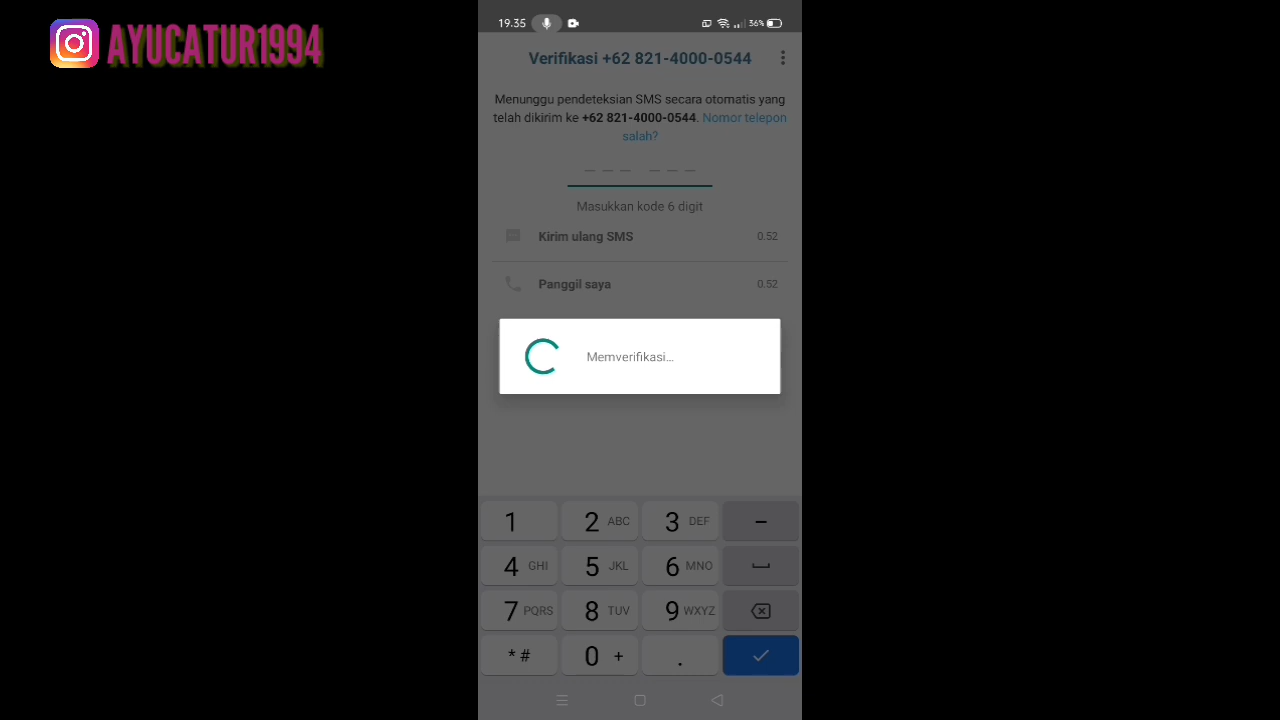 AYUCATUR1994
19.35
36%
Verifikasi +62 821-4000-0544
Menunggu pendeteksian SMS secara otomatis yang
telah dikirim ke +62 821-4000-0544. Nomor telepon
salah?
Masukkan kode 6 digit
Kirim ulang SMS 0.52
Panggil saya 0.52
Memverifikasi...
1 2 ABC 3 DEF –
4 GHI 5 JKL 6 MNO
7 PQRS 8 TUV 9 WXYZ
* # 0 + .